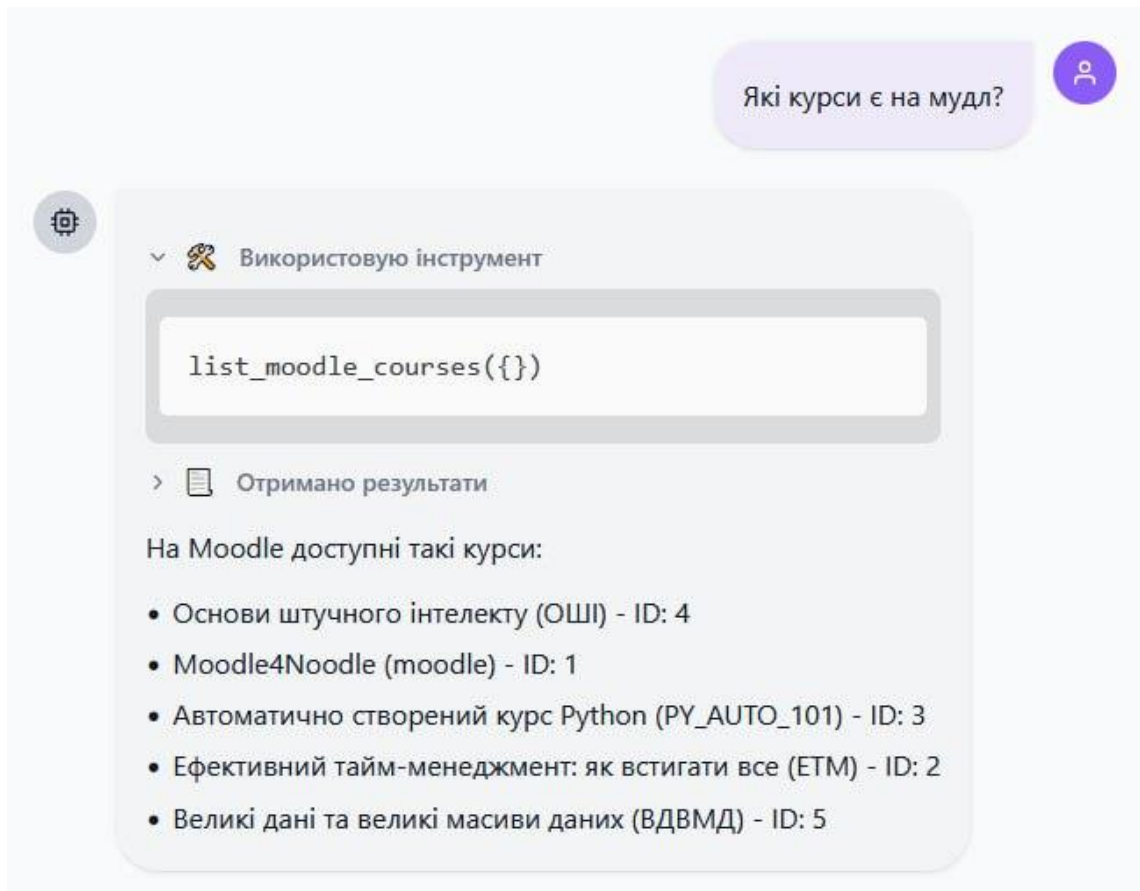 Які курси є на мудл?
Використовую інструмент
list_moodle_courses({})
Отримано результати
На Moodle доступні такі курси:
• Основи штучного інтелекту (ОШІ) - ID: 4
• Moodle4Noodle (moodle) - ID: 1
• Автоматично створений курс Python (PY_AUTO_101) - ID: 3
• Ефективний тайм-менеджмент: як встигати все (ЕТМ) - ID: 2
• Великі дані та великі масиви даних (ВДВМД) - ID: 5